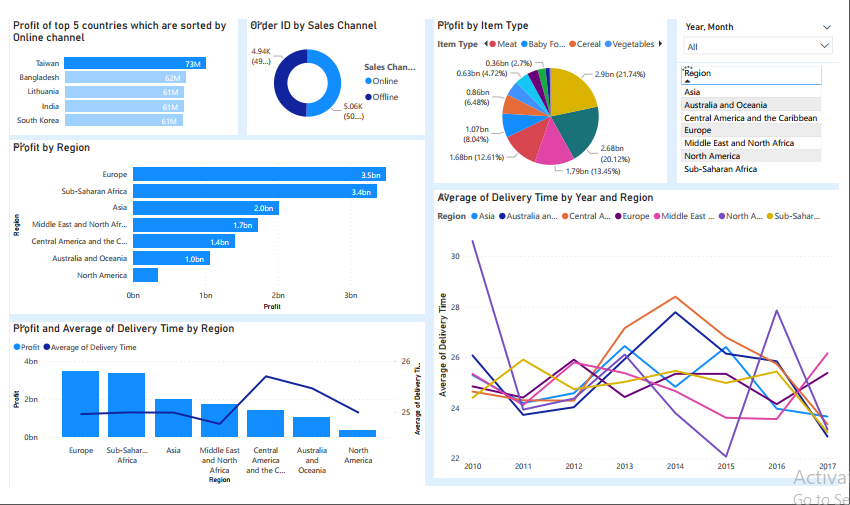 Profit of top 5 countries which are sorted by
Online channel
Taiwan 73M
Bangladesh 62M
Lithuania 61M
India 61M
South Korea 61M
Order ID by Sales Channel
4.94K
(49...)
5.06K
(50....)
Sales Chan...
Online
Offline
Profit by Item Type
Item Type Meat Baby Fo... Cereal Vegetables
0.36bn (2.7%)
0.63bn (4.72%)
0.86bn
(6.48%)
1.07bn
(8.04%)
1.68bn (12.61%)
2.9bn (21.74%)
2.68bn
(20.12%)
1.79bn (13.45%)
Year, Month
All
Region
Asia
Australia and Oceania
Central America and the Caribbean
Europe
Middle East and North Africa
North America
Sub-Saharan Africa
Profit by Region
Region
Europe 3.5bn
Sub-Saharan Africa 3.4bn
Asia 2.0bn
Middle East and North Afr... 1.7bn
Central America and the C... 1.4bn
Australia and Oceania 1.0bn
North America
0bn 1bn 2bn 3bn
Profit
Average of Delivery Time by Year and Region
Region Asia Australia an... Central A... Europe Middle East ... North A... Sub-Sahar...
Average of Delivery Time
30
28
26
24
22
2010 2011 2012 2013 2014 2015 2016 2017
Profit and Average of Delivery Time by Region
Profit Average of Delivery Time
Profit
4bn
2bn
0bn
26
25
Average of Delivery Ti...
Europe
Sub-Sahar...
Africa
Asia
Middle East
and North
Africa
Central
America
and the C...
Australia
and
Oceania
North
America
Region
Activa
Go to Se